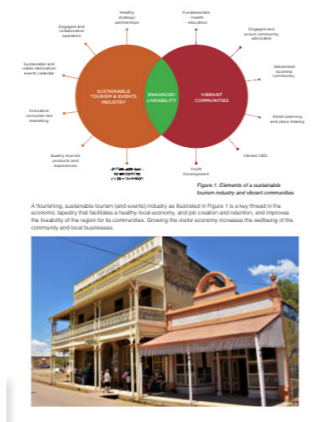 Healthy
strategic
partnerships
Fundamentals
- health
- education
Engaged and
collaborative
operators
Engaged and
proud community
advocates
Sustainable and
viable destination
events calendar
Networked
business
community
SUSTAINABLE
TOURISM & EVENTS
INDUSTRY
ENHANCED
LIVEABILITY
VIBRANT
COMMUNITIES
Innovative
consumer-led
marketing
Smart planning
and place making
Quality tourism
products and
experiences
Vibrant CBD
Youth
Development
Figure 1: Elements of a sustainable
tourism industry and vibrant communities
A flourishing, sustainable tourism (and events) industry as illustrated in Figure 1 is a key thread in the
economic tapestry that facilitates a healthy local economy, and job creation and retention, and improves
the liveability of the region for its communities. Growing the visitor economy increases the wellbeing of the
community and local businesses.